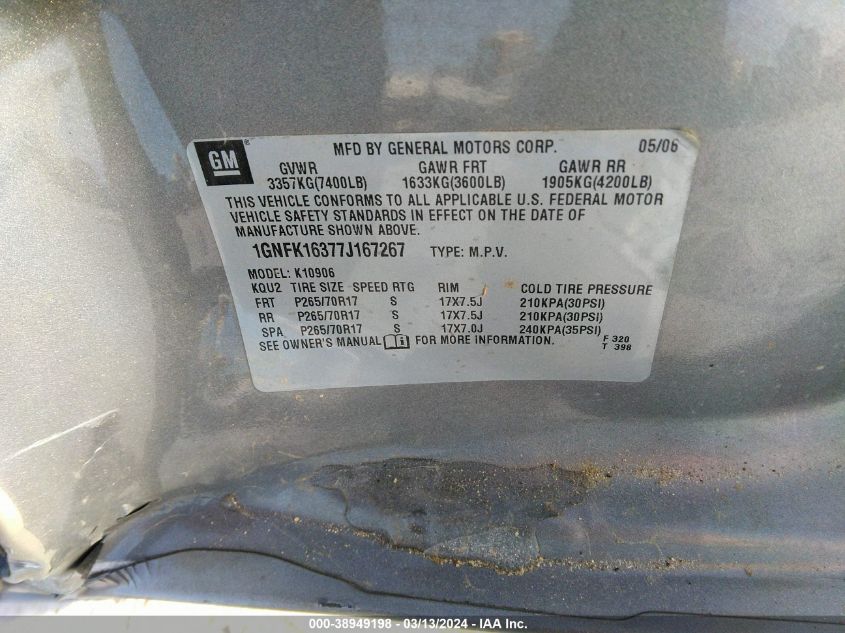 GM®
MFD BY GENERAL MOTORS CORP. 05/06
GVWR GAWR FRT GAWR RR
3357KG(7400LB) 1633KG(3600LB) 1905KG(4200LB)
THIS VEHICLE CONFORMS TO ALL APPLICABLE U.S. FEDERAL MOTOR
VEHICLE SAFETY STANDARDS IN EFFECT ON THE DATE OF
MANUFACTURE SHOWN ABOVE.
1GNFK16377J167267 TYPE: M.P.V.
MODEL: K10906
KQU2 TIRE SIZE SPEED RTG RIM COLD TIRE PRESSURE
FRT P265/70R17 S 17X7.5J 210KPA(30PSI)
RR P265/70R17 S 17X7.5J 210KPA(30PSI)
SPA P265/70R17 S 17X7.0J 240KPA(35PSI)
SEE OWNER'S MANUAL FOR MORE INFORMATION. F 320
T 398
000-38949198 - 03/13/2024 - IAA Inc.